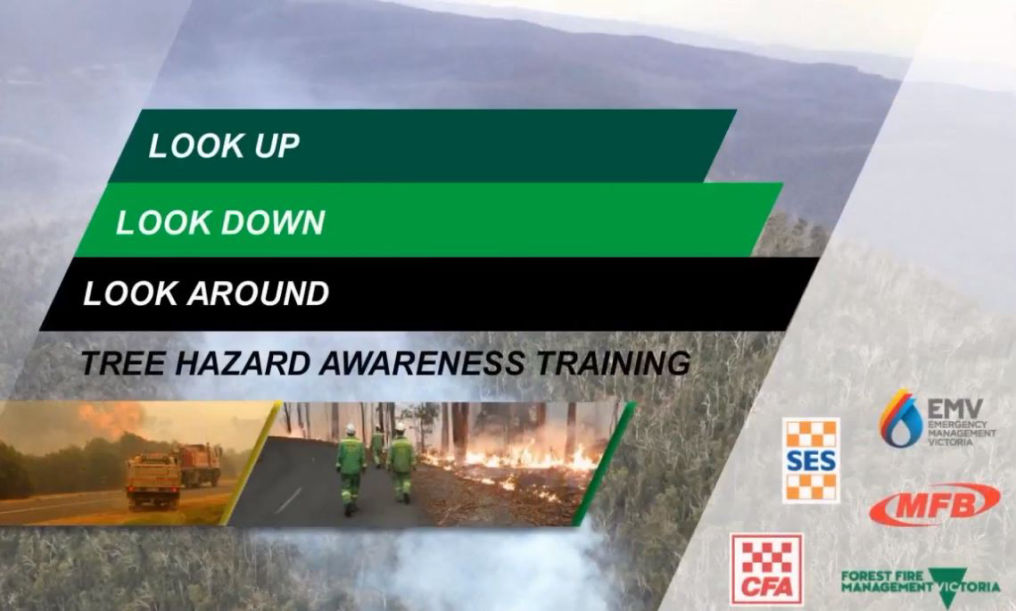 LOOK UP
LOOK DOWN
LOOK AROUND
TREE HAZARD AWARENESS TRAINING
EMV
EMERGENCY
MANAGEMENT
VICTORIA
SES
MFB
CFA
FOREST FIRE
MANAGEMENT VICTORIA